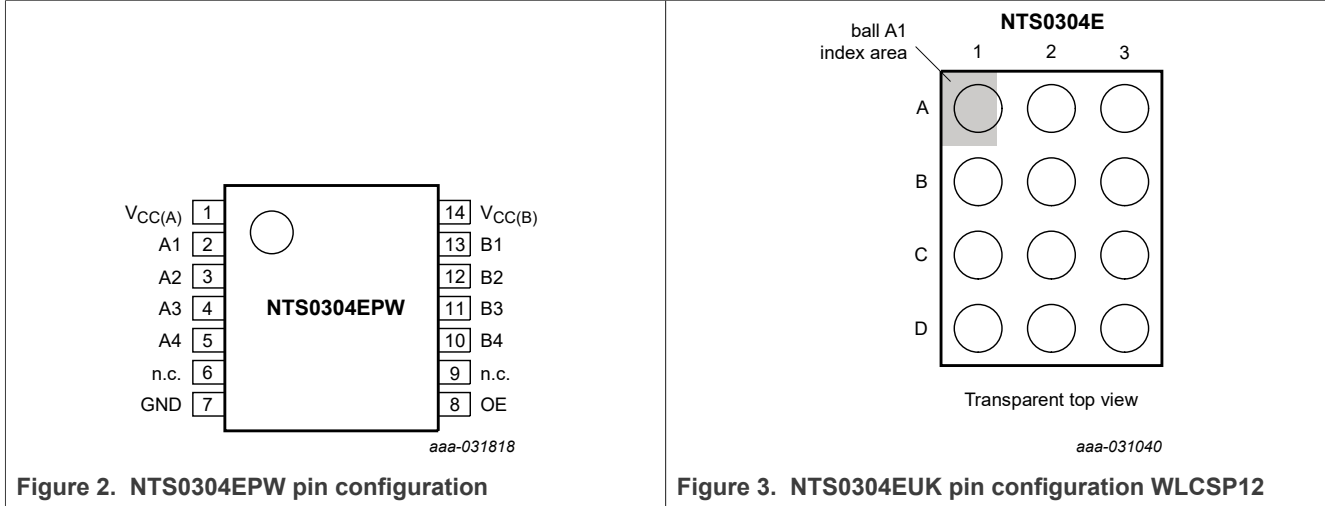 V_CC(A) 1 14 V_CC(B)
A1 2 13 B1
A2 3 12 B2
A3 4 NTS0304EPW 11 B3
A4 5 10 B4
n.c. 6 9 n.c.
GND 7 8 OE
aaa-031818
Figure 2. NTS0304EPW pin configuration
NTS0304E
ball A1
index area
1 2 3
A
B
C
D
Transparent top view
aaa-031040
Figure 3. NTS0304EUK pin configuration WLCSP12